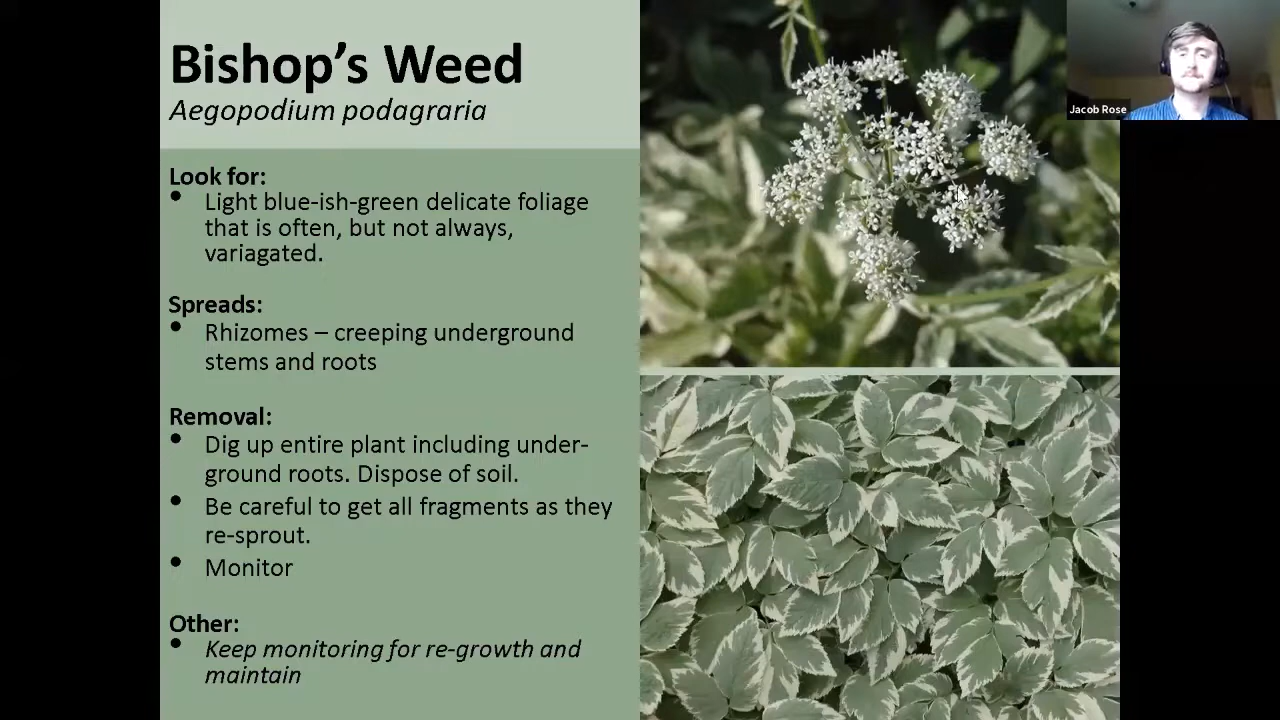 Bishop's Weed
Aegopodium podagraria
Look for:
• Light blue-ish-green delicate foliage
that is often, but not always,
variagated.
Spreads:
• Rhizomes – creeping underground
stems and roots
Removal:
• Dig up entire plant including under-
ground roots. Dispose of soil.
• Be careful to get all fragments as they
re-sprout.
• Monitor
Other:
• Keep monitoring for re-growth and
maintain
Jacob Rose